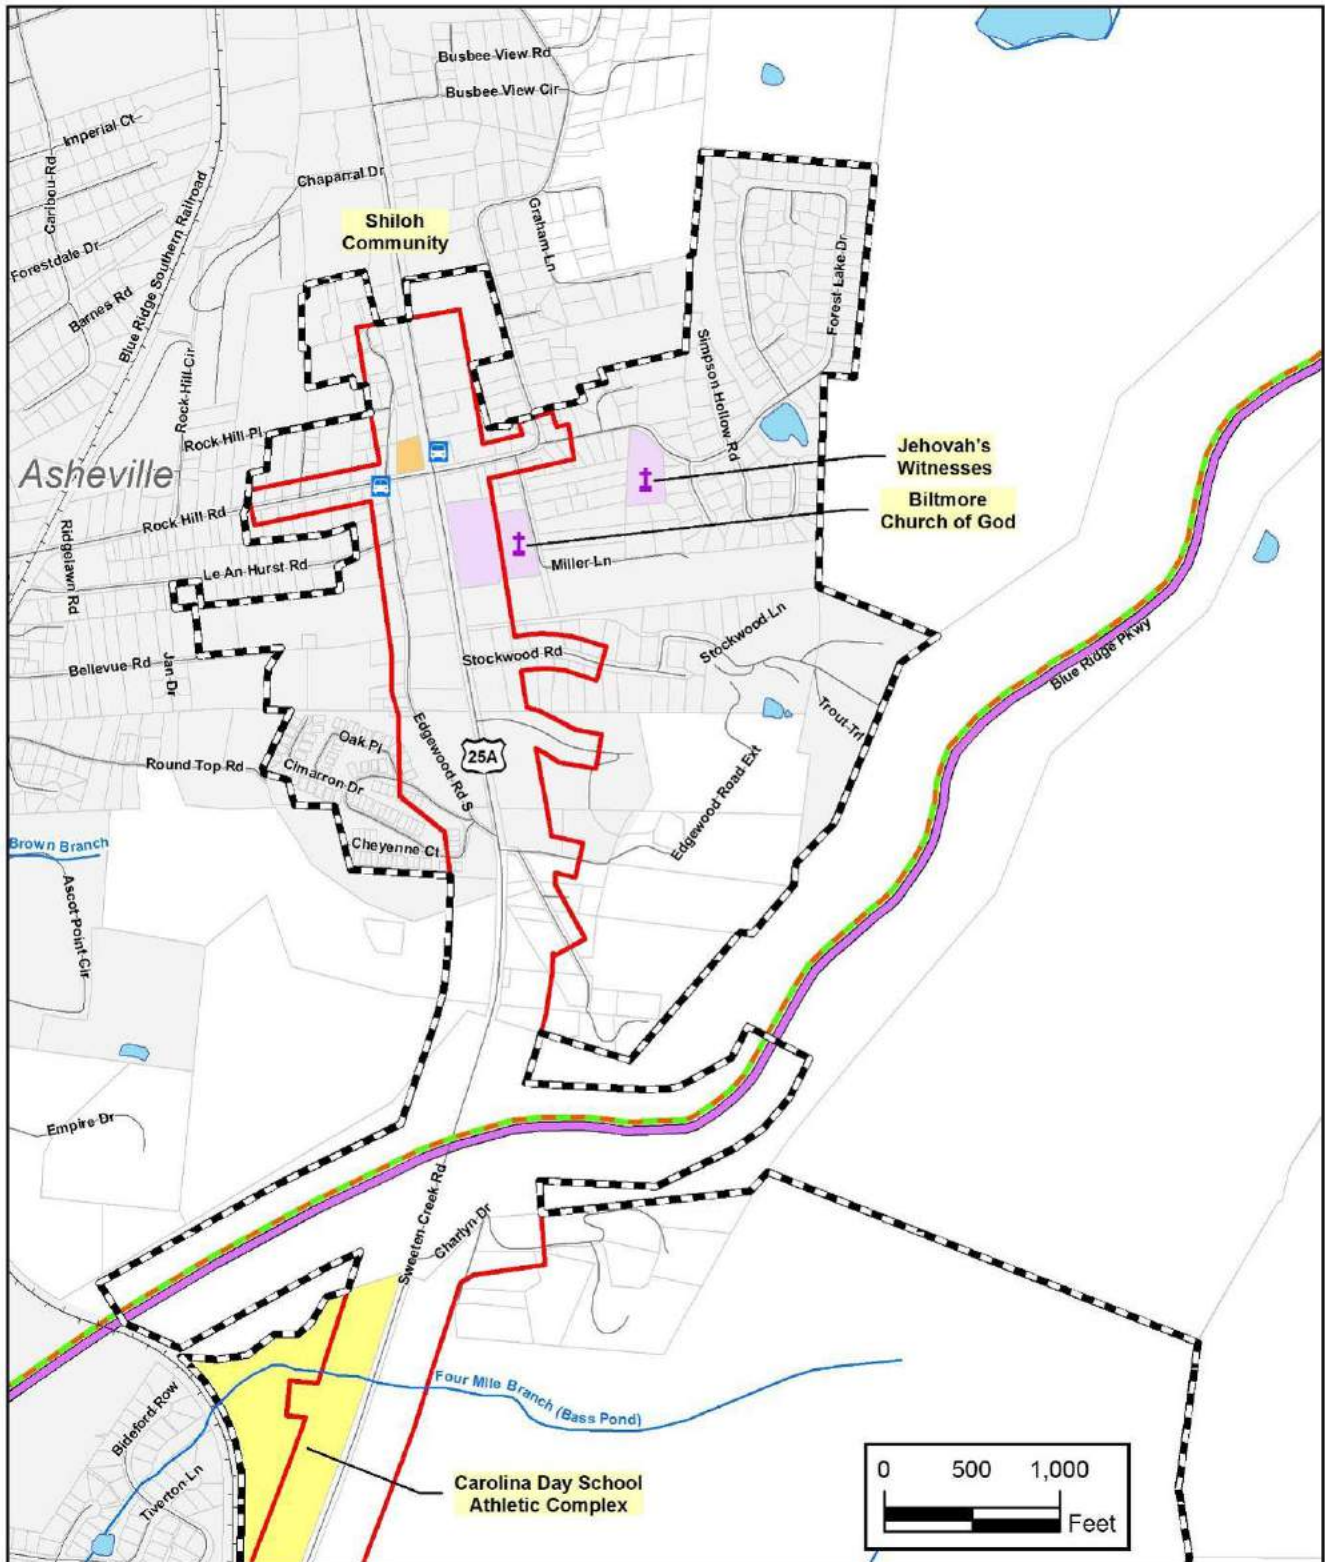 Busbee View Rd
Busbee View Cir
Imperial Ct
Caribou Rd
Chaparral Dr
Blue Ridge Southern Railroad
Shiloh
Community
Graham Ln
Forestdale Dr
Barnes Rd
Forest Lake Dr
Rock Hill Cir
Simpson Hollow Rd
Rock Hill Pl
Asheville
Jehovah's
Witnesses
Biltmore
Church of God
Rock Hill Rd
Ridgelawn Rd
Le An Hurst Rd
Miller Ln
Stockwood Ln
Blue Ridge Pkwy
Stockwood Rd
Bellevue Rd
Jan Dr
Trout Trl
Edgewood Rd S
Oak Pl
25A
Round Top Rd
Cimarron Dr
Edgewood Road Ext
Brown Branch
Cheyenne Ct
Ascot Point Cir
Empire Dr
Sweeten Creek Rd
Charlyn Dr
Four Mile Branch (Bass Pond)
Bideford Row
Tiverton Ln
Carolina Day School
Athletic Complex
0 500 1,000
Feet